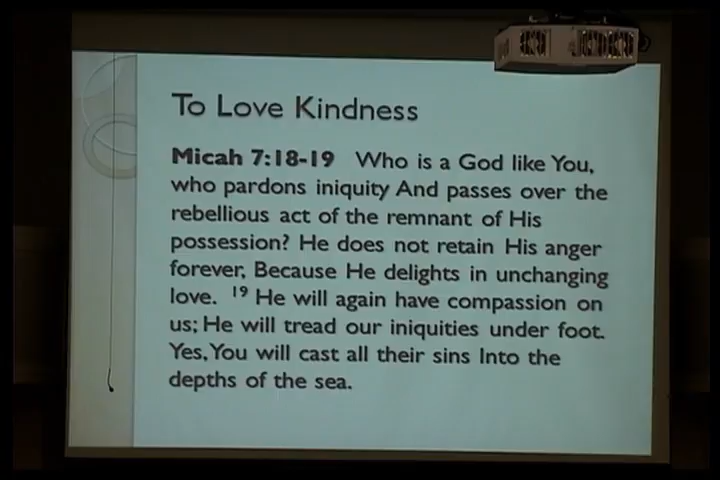 To Love Kindness
Micah 7:18-19 Who is a God like You,
who pardons iniquity And passes over the
rebellious act of the remnant of His
possession? He does not retain His anger
forever, Because He delights in unchanging
love. 19 He will again have compassion on
us; He will tread our iniquities under foot.
Yes, You will cast all their sins Into the
depths of the sea.